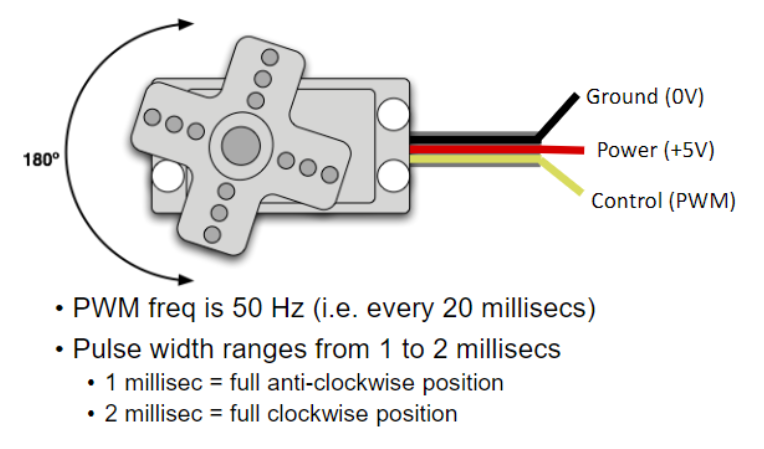 Ground (0V)
180º
Power (+5V)
Control (PWM)
• PWM freq is 50 Hz (i.e. every 20 millisecs)
• Pulse width ranges from 1 to 2 millisecs
• 1 millisec = full anti-clockwise position
• 2 millisec = full clockwise position